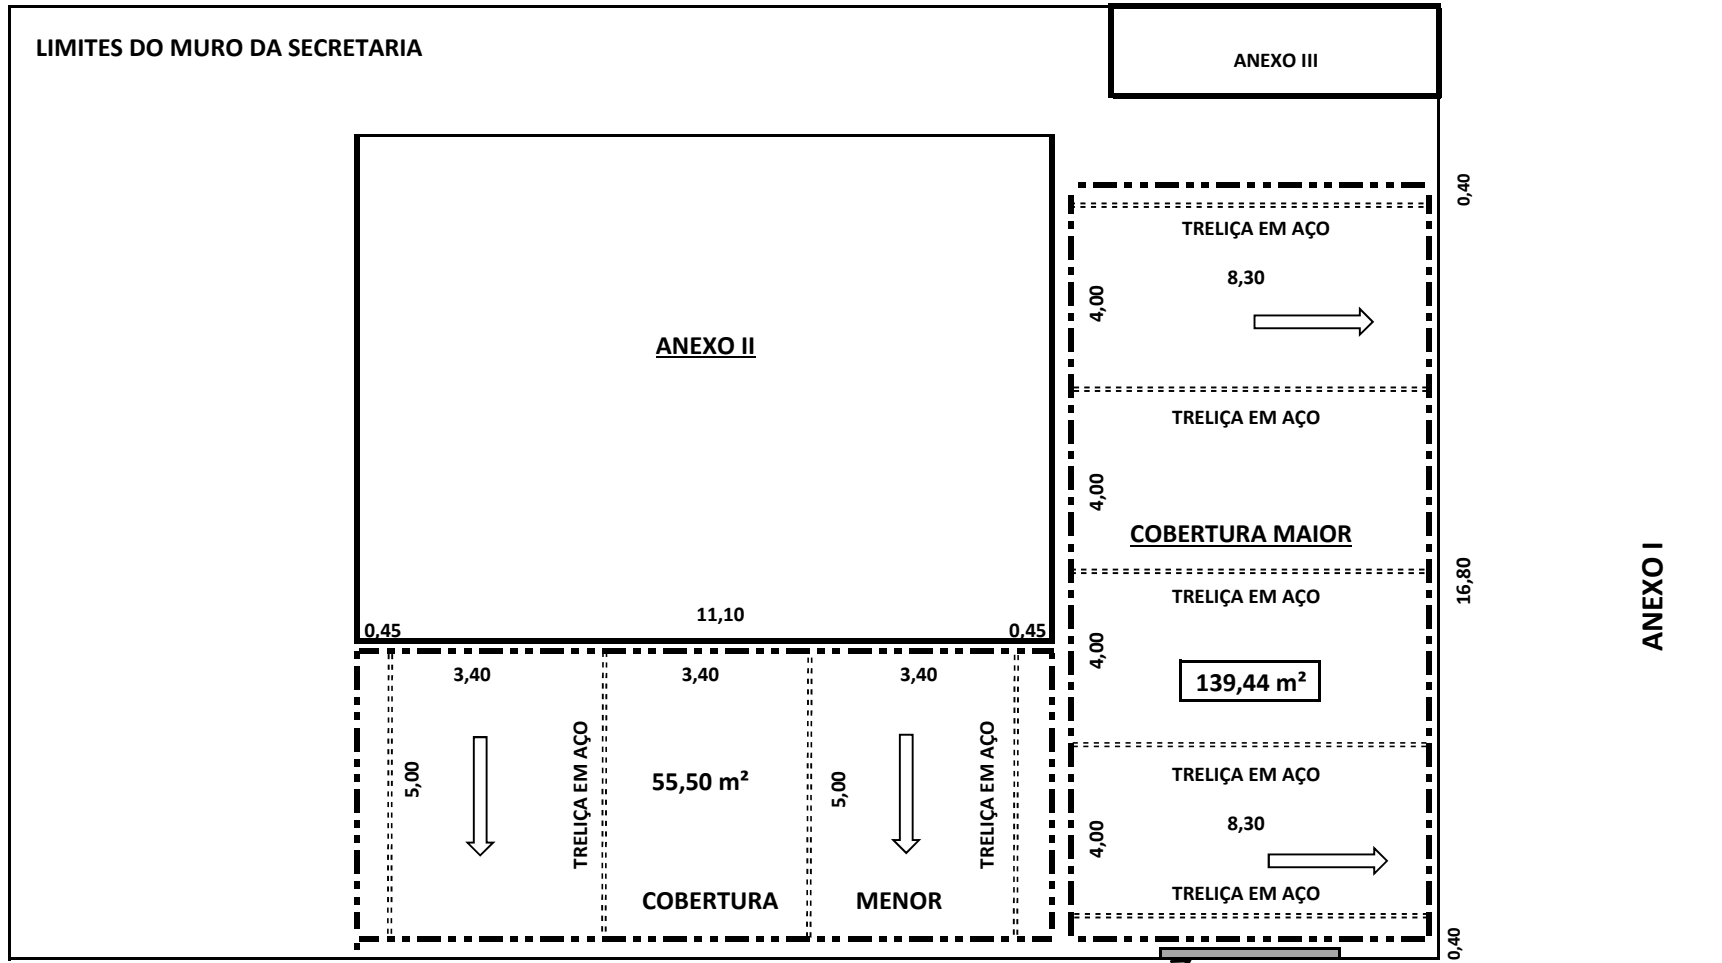 LIMITES DO MURO DA SECRETARIA
ANEXO III
0,40
TRELIÇA EM AÇO
8,30
4,00
ANEXO II
TRELIÇA EM AÇO
4,00
COBERTURA MAIOR
16,80
ANEXO I
TRELIÇA EM AÇO
4,00
139,44 m²
11,10
0,45
0,45
3,40
3,40
3,40
5,00
TRELIÇA EM AÇO
55,50 m²
5,00
TRELIÇA EM AÇO
TRELIÇA EM AÇO
8,30
4,00
TRELIÇA EM AÇO
COBERTURA MENOR
0,40